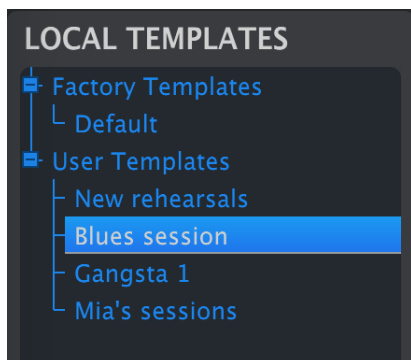 LOCAL TEMPLATES
Factory Templates
Default
User Templates
New rehearsals
Blues session
Gangsta 1
Mia's sessions